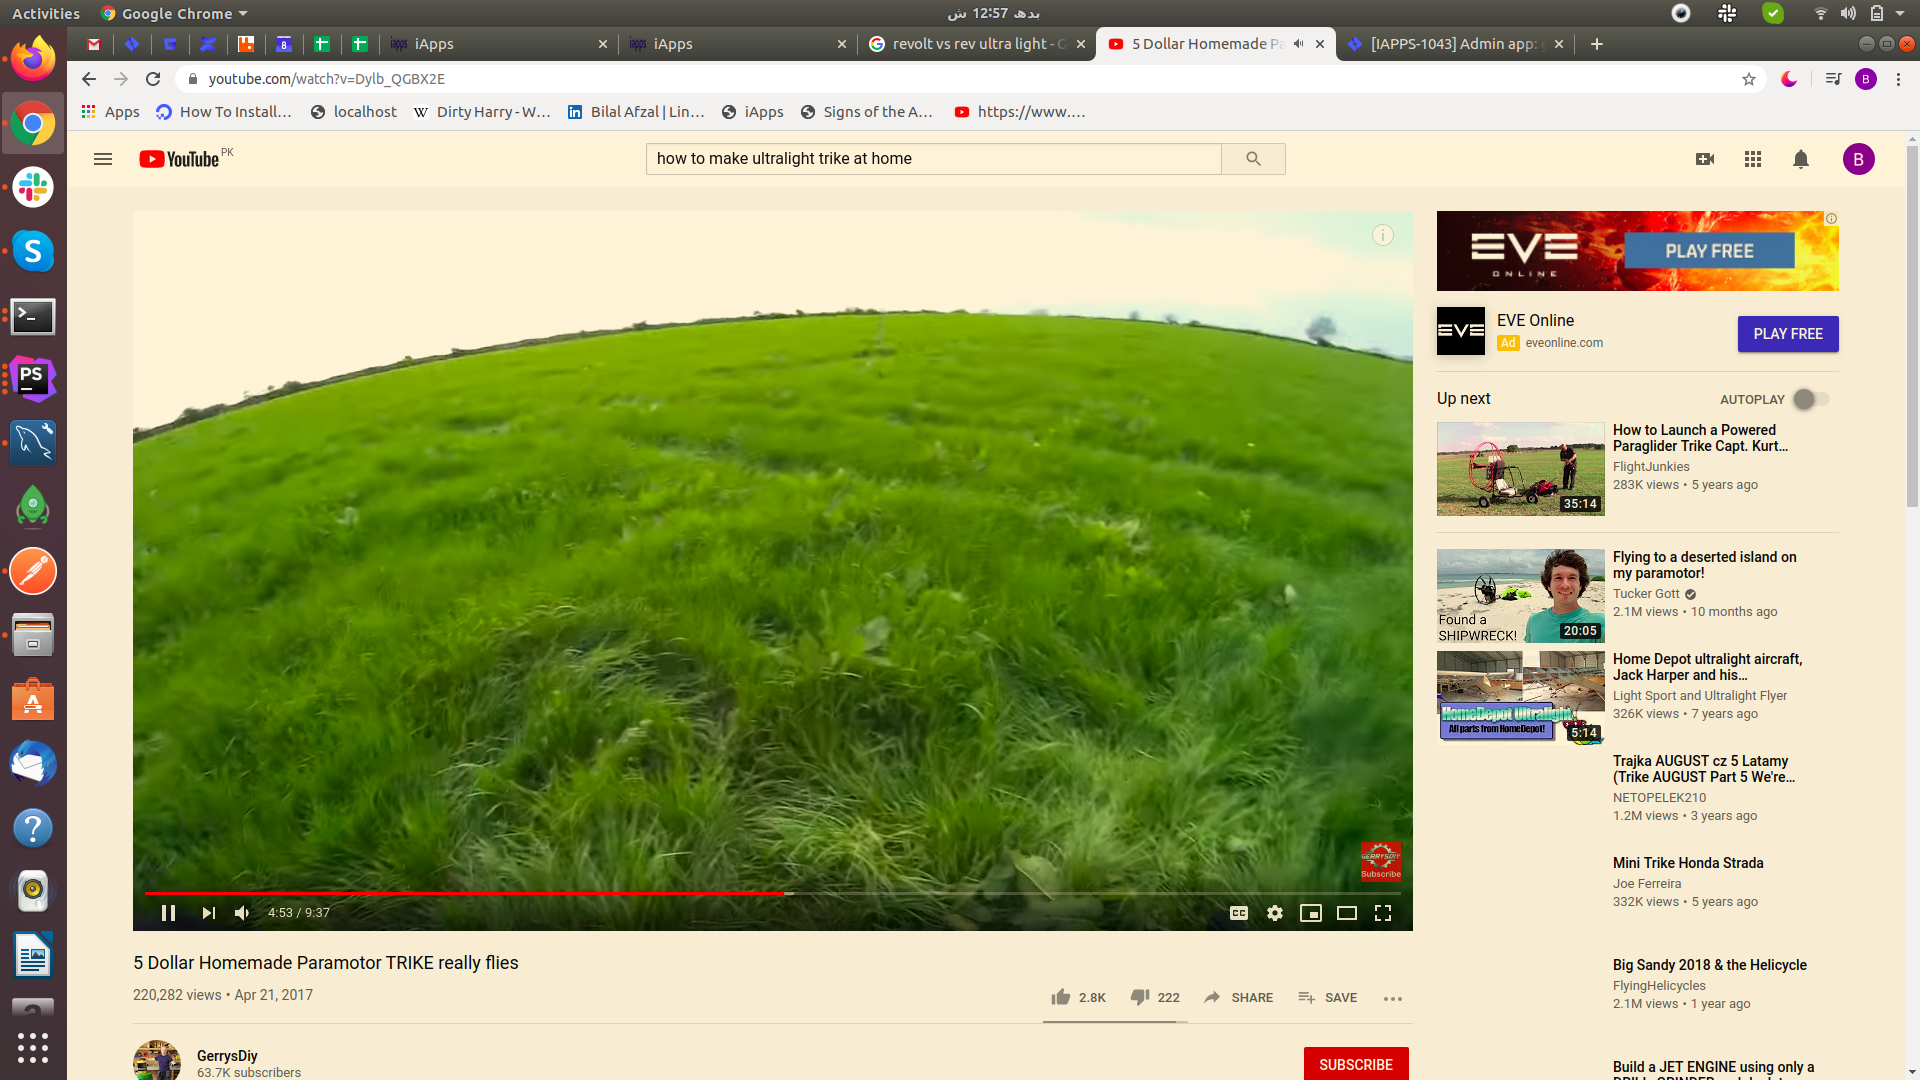 Activities
Google Chrome
بدھ 12:57 ش
iApps
iApps
revolt vs rev ultra light - G
5 Dollar Homemade Pa
[IAPPS-1043] Admin app:
youtube.com/watch?v=Dylb_QGBX2E
B
Apps
How To Install…
localhost
Dirty Harry - W…
Bilal Afzal | Lin…
iApps
Signs of the A…
https://www.…
YouTube PK
how to make ultralight trike at home
B
EVE
ONLINE
PLAY FREE
EVE
EVE Online
Ad eveonline.com
PLAY FREE
Up next
AUTOPLAY
How to Launch a Powered
Paraglider Trike Capt. Kurt…
FlightJunkies
283K views • 5 years ago
35:14
Flying to a deserted island on
my paramotor!
Tucker Gott
2.1M views • 10 months ago
Found a
SHIPWRECK!
20:05
Home Depot ultralight aircraft,
Jack Harper and his…
Light Sport and Ultralight Flyer
326K views • 7 years ago
HomeDepot Ultralight
All parts from HomeDepot!
5:14
Trajka AUGUST cz 5 Latamy
(Trike AUGUST Part 5 We're…
NETOPELEK210
1.2M views • 3 years ago
Mini Trike Honda Strada
Joe Ferreira
332K views • 5 years ago
Big Sandy 2018 & the Helicycle
FlyingHelicycles
2.1M views • 1 year ago
Build a JET ENGINE using only a
GERRYSDIY
Subscribe
4:53 / 9:37
CC
5 Dollar Homemade Paramotor TRIKE really flies
220,282 views • Apr 21, 2017
2.8K
222
SHARE
SAVE
GerrysDiy
63.7K subscribers
SUBSCRIBE